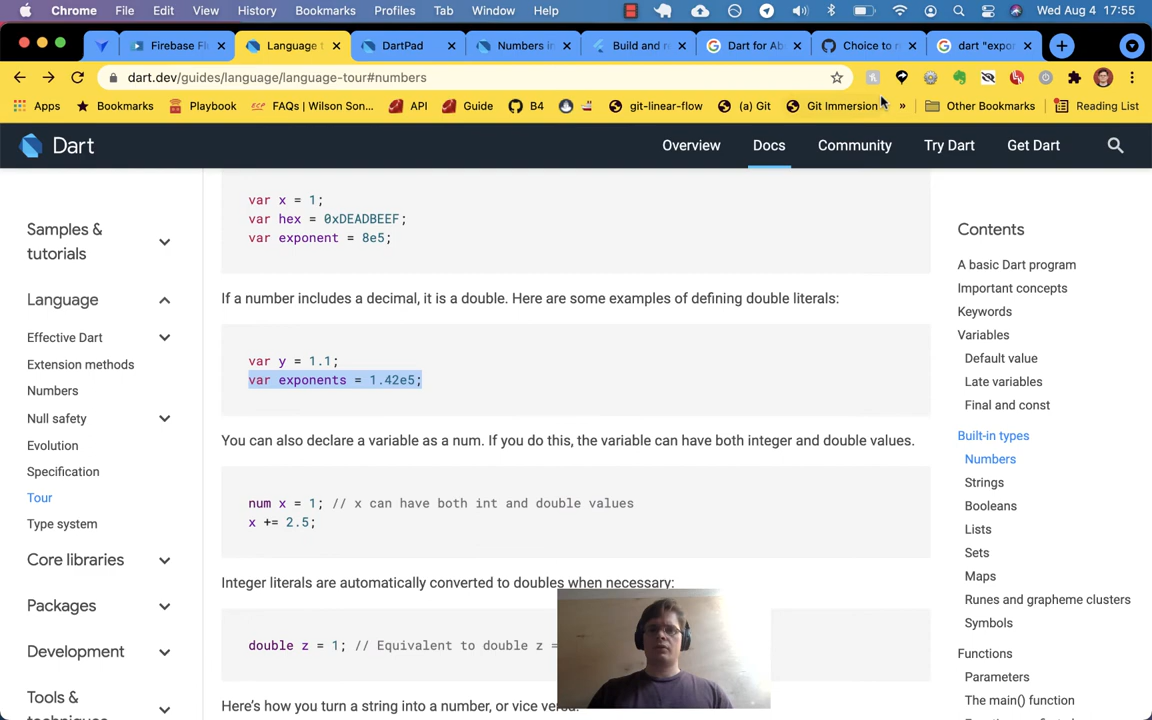 Chrome File Edit View History Bookmarks Profiles Tab Window Help Wed Aug 4 17:55
Firebase Fl
Language t
DartPad
Numbers in
Build and re
Dart for Ab
Choice to ri
dart "expor
dart.dev/guides/language/language-tour#numbers
Apps Bookmarks Playbook FAQs | Wilson Son... API Guide B4 git-linear-flow (a) Git Git Immersion » Other Bookmarks Reading List
Dart
Overview Docs Community Try Dart Get Dart
Samples &
tutorials
Language
Effective Dart
Extension methods
Numbers
Null safety
Evolution
Specification
Tour
Type system
Core libraries
Packages
Development
Tools &
techniques
var x = 1;
var hex = 0xDEADBEEF;
var exponent = 8e5;
If a number includes a decimal, it is a double. Here are some examples of defining double literals:
var y = 1.1;
var exponents = 1.42e5;
You can also declare a variable as a num. If you do this, the variable can have both integer and double values.
num x = 1; // x can have both int and double values
x += 2.5;
Integer literals are automatically converted to doubles when necessary:
double z = 1; // Equivalent to double z =
Here's how you turn a string into a number, or vice versa:
Contents
A basic Dart program
Important concepts
Keywords
Variables
Default value
Late variables
Final and const
Built-in types
Numbers
Strings
Booleans
Lists
Sets
Maps
Runes and grapheme clusters
Symbols
Functions
Parameters
The main() function